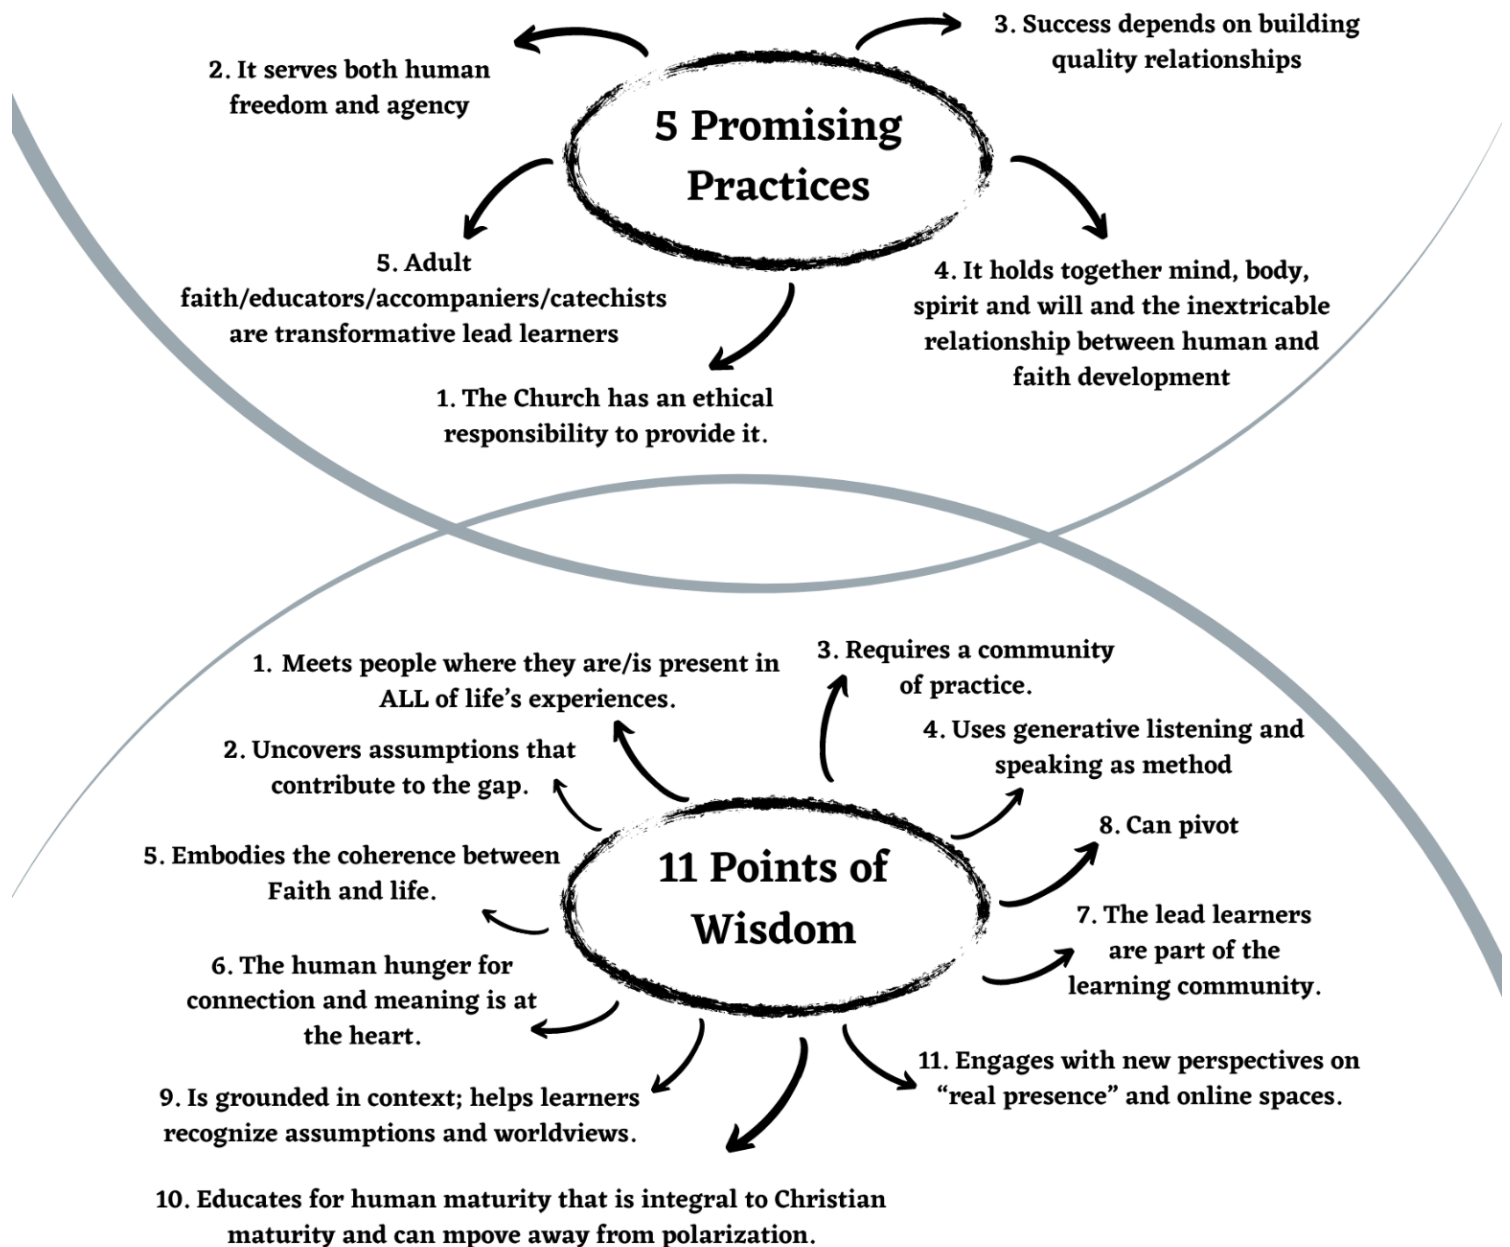 2. It serves both human
freedom and agency
3. Success depends on building
quality relationships
5 Promising
Practices
5. Adult
faith/educators/accompaniers/catechists
are transformative lead learners
4. It holds together mind, body,
spirit and will and the inextricable
relationship between human and
faith development
1. The Church has an ethical
responsibility to provide it.
1. Meets people where they are/is present in
ALL of life’s experiences.
3. Requires a community
of practice.
2. Uncovers assumptions that
contribute to the gap.
4. Uses generative listening and
speaking as method
8. Can pivot
5. Embodies the coherence between
Faith and life.
11 Points of
Wisdom
7. The lead learners
are part of the
learning community.
6. The human hunger for
connection and meaning is at
the heart.
11. Engages with new perspectives on
“real presence” and online spaces.
9. Is grounded in context; helps learners
recognize assumptions and worldviews.
10. Educates for human maturity that is integral to Christian
maturity and can mpove away from polarization.